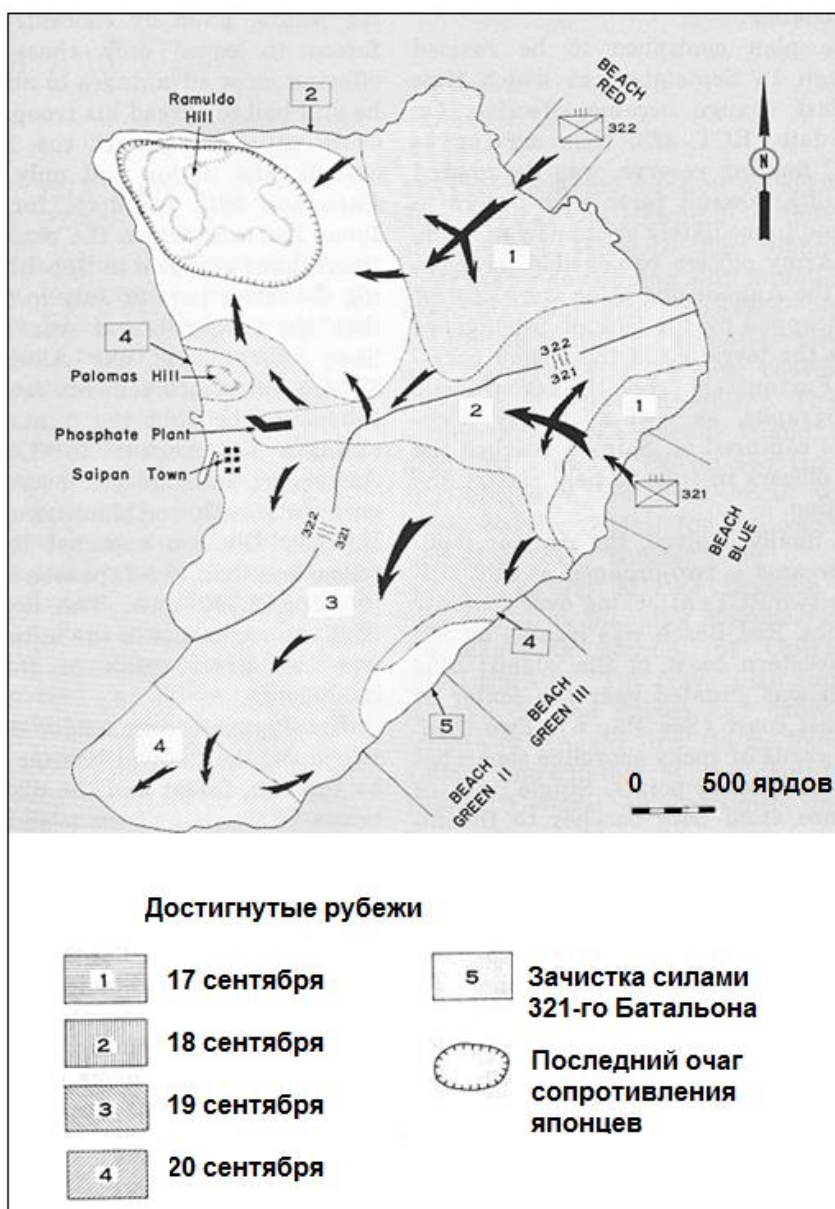 Ramuldo
Hill
2
BEACH
RED
322
N
1
4
Palomas Hill
322
321
2
1
Phosphate Plant
Saipan Town
321
BEACH
BLUE
322
321
3
4
BEACH
GREEN III
5
BEACH
GREEN II
4
0 500 ярдов
Достигнутые рубежи
1 17 сентября
2 18 сентября
3 19 сентября
4 20 сентября
5 Зачистка силами
321-го Батальона
Последний очаг
сопротивления
японцев